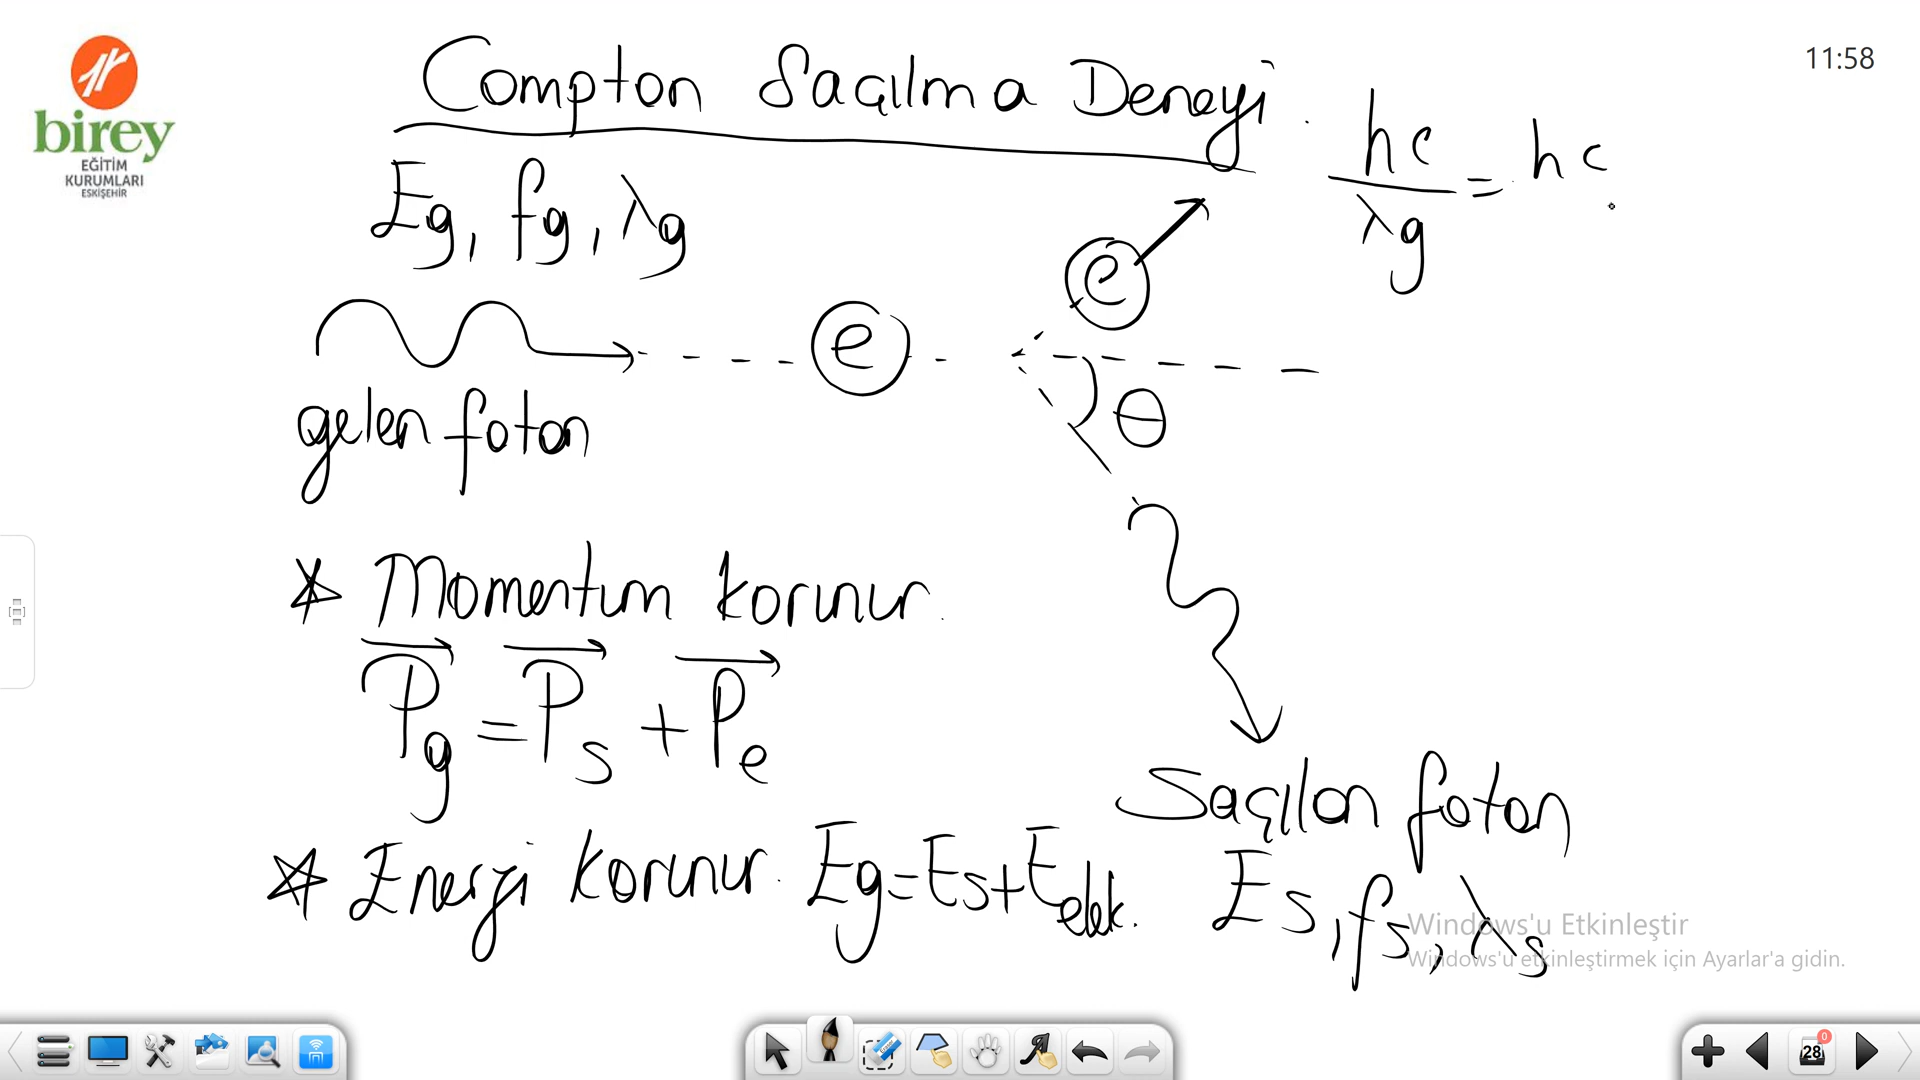 birey
EĞİTİM
KURUMLARI
ESKİŞEHİR
11:58
Compton Saçılma Deneyi.
hc/λg = hc
Eg, fg, λg
e
e
θ
gelen foton
* Momentum korunur.
Pg = Ps + Pe
Saçılan foton
* Enerji korunur. Eg=Es+Eelek.
Es, fs, λs
Windows'u Etkinleştir
Windows'u etkinleştirmek için Ayarlar'a gidin.
28
0